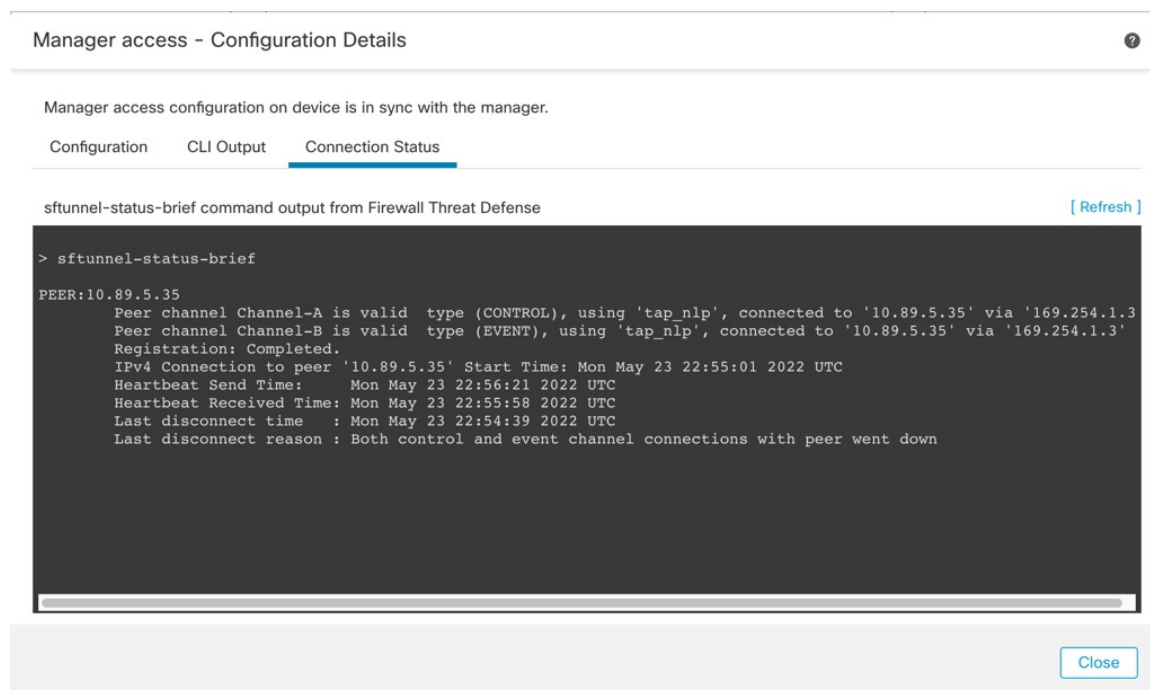 Manager access - Configuration Details
?
Manager access configuration on device is in sync with the manager.
Configuration CLI Output Connection Status
sftunnel-status-brief command output from Firewall Threat Defense [ Refresh ]
> sftunnel-status-brief
PEER:10.89.5.35
Peer channel Channel-A is valid type (CONTROL), using 'tap_nlp', connected to '10.89.5.35' via '169.254.1.3
Peer channel Channel-B is valid type (EVENT), using 'tap_nlp', connected to '10.89.5.35' via '169.254.1.3'
Registration: Completed.
IPv4 Connection to peer '10.89.5.35' Start Time: Mon May 23 22:55:01 2022 UTC
Heartbeat Send Time: Mon May 23 22:56:21 2022 UTC
Heartbeat Received Time: Mon May 23 22:55:58 2022 UTC
Last disconnect time : Mon May 23 22:54:39 2022 UTC
Last disconnect reason : Both control and event channel connections with peer went down
Close